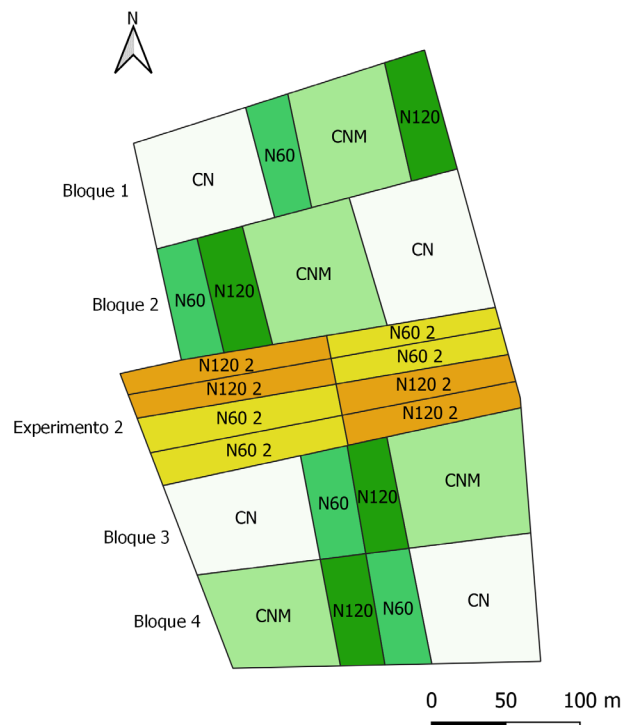 N
Bloque 1
CN
N60
CNM
N120
Bloque 2
N60
N120
CNM
CN
Experimento 2
N120 2
N60 2
N120 2
N60 2
N60 2
N120 2
N60 2
N120 2
Bloque 3
CN
N60
N120
CNM
Bloque 4
CNM
N120
N60
CN
0 50 100 m